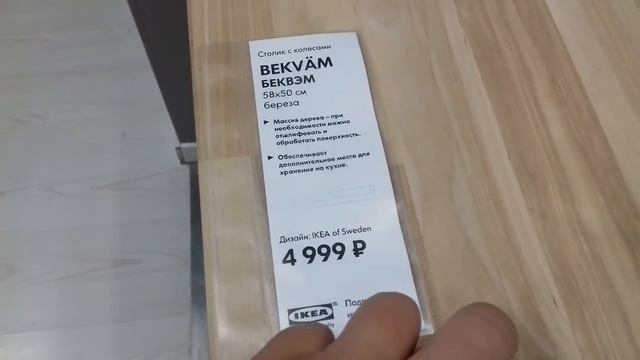 Столик с колесами
BEKVÄM
БЕКВЭМ
58x50 см
береза
► Массив дерева – при
необходимости можно
отшлифовать и
обработать поверхность.
► Обеспечивает
дополнительное место для
хранения на кухне.
Дизайн: IKEA of Sweden
4 999 ₽
IKEA®